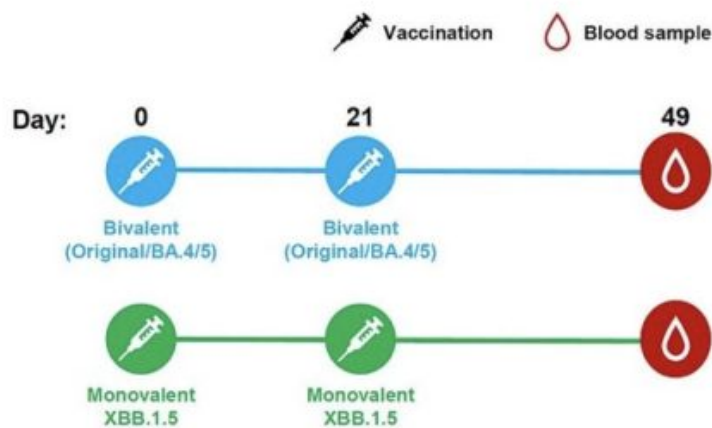 Vaccination
Blood sample
Day:
0
21
49
Bivalent
(Original/BA.4/5)
Bivalent
(Original/BA.4/5)
Monovalent
XBB.1.5
Monovalent
XBB.1.5